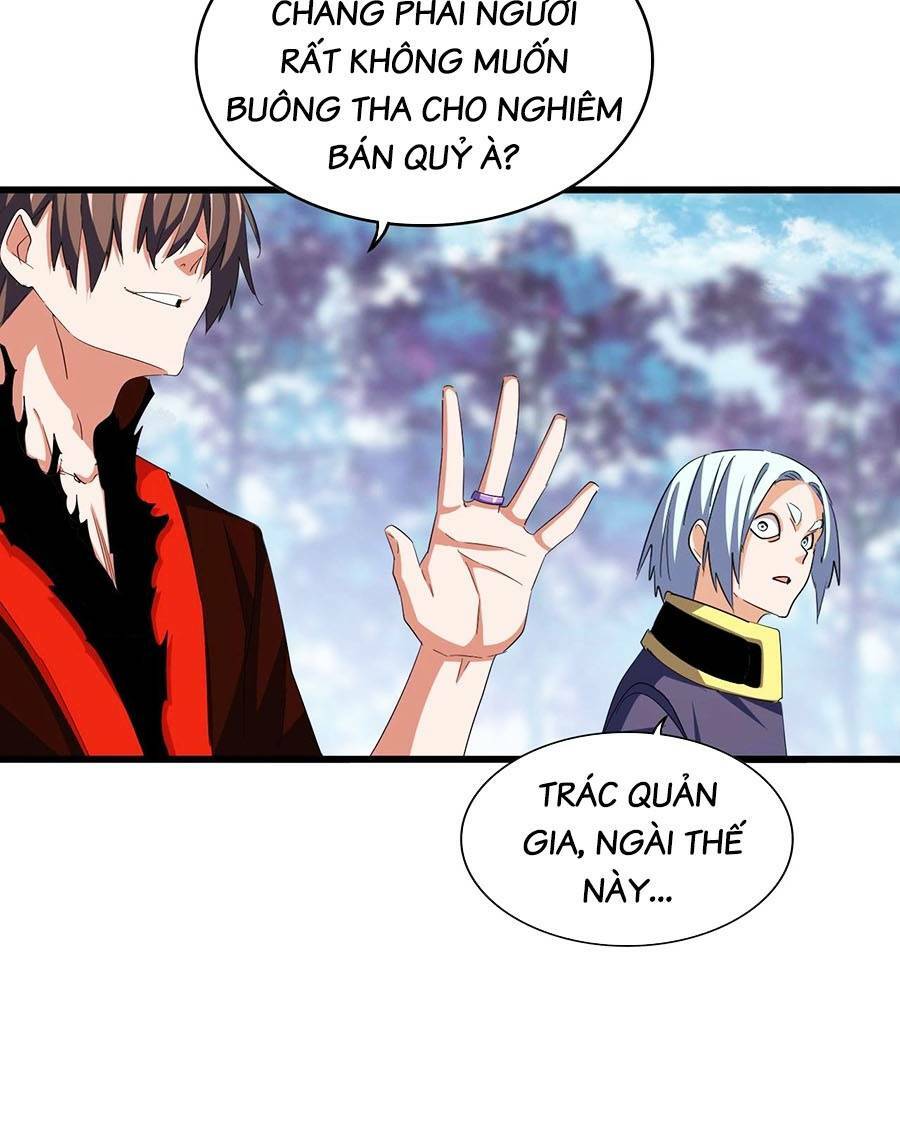 CHẲNG PHẢI NGƯƠI
RẤT KHÔNG MUỐN
BUÔNG THA CHO NGHIÊM
BÁN QUỶ À?
TRÁC QUẢN
GIA, NGÀI THẾ
NÀY...